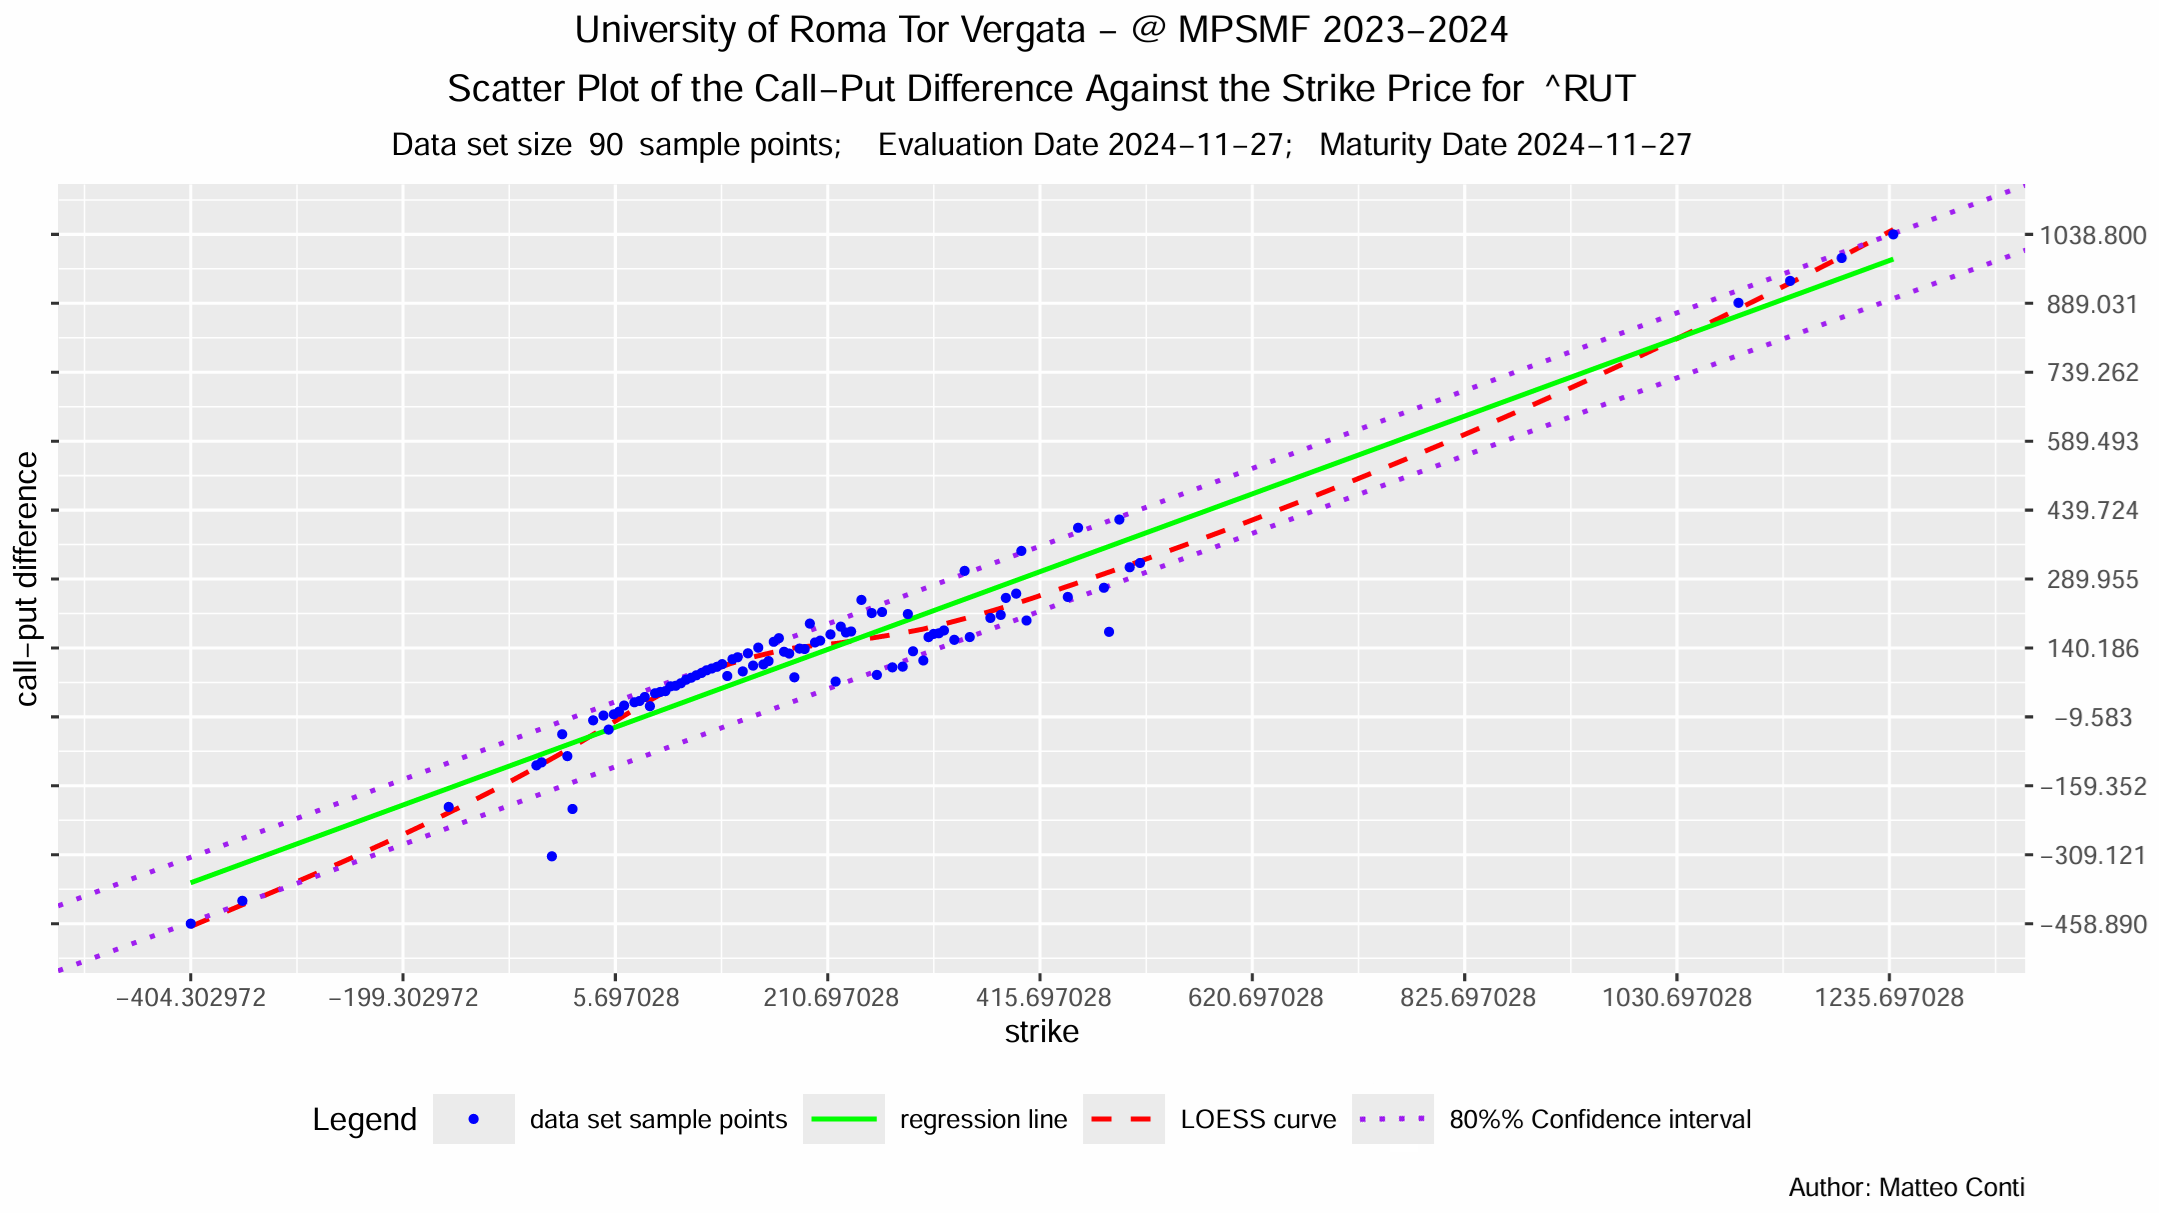 University of Roma Tor Vergata – @ MPSMF 2023–2024
Scatter Plot of the Call–Put Difference Against the Strike Price for ^RUT
Data set size 90 sample points; Evaluation Date 2024–11–27; Maturity Date 2024–11–27
call–put difference
1038.800
889.031
739.262
589.493
439.724
289.955
140.186
–9.583
–159.352
–309.121
–458.890
–404.302972 –199.302972 5.697028 210.697028 415.697028 620.697028 825.697028 1030.697028 1235.697028
strike
Legend data set sample points regression line LOESS curve 80%% Confidence interval
Author: Matteo Conti